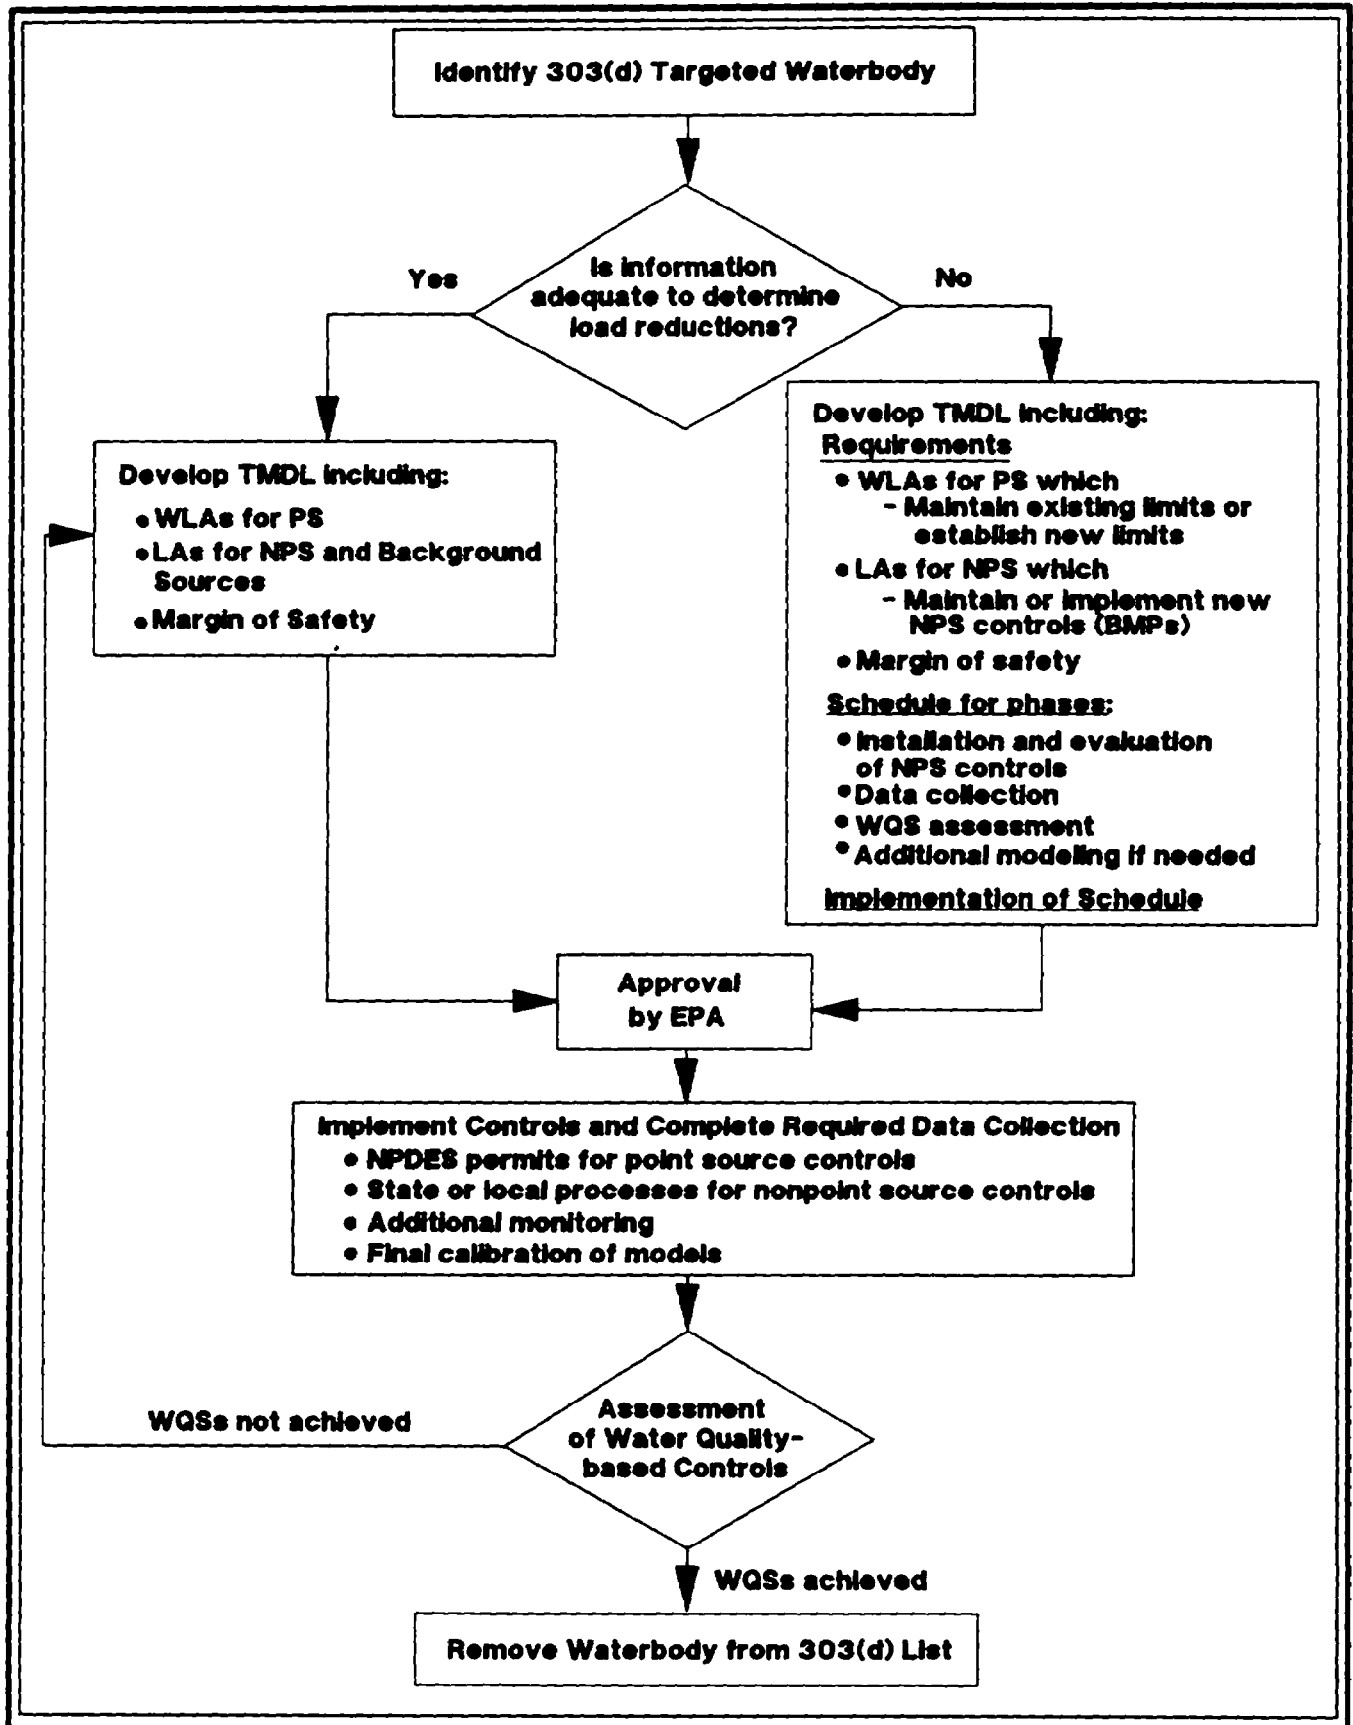 Identify 303(d) Targeted Waterbody
Is information
adequate to determine
load reductions?
Yes
No
Develop TMDL including:
• WLAs for PS
• LAs for NPS and Background
Sources
• Margin of Safety
Develop TMDL including:
Requirements
• WLAs for PS which
- Maintain existing limits or
establish new limits
• LAs for NPS which
- Maintain or implement new
NPS controls (BMPs)
• Margin of safety
Schedule for phases:
• Installation and evaluation
of NPS controls
• Data collection
• WQS assessment
• Additional modeling if needed
Implementation of Schedule
Approval
by EPA
Implement Controls and Complete Required Data Collection
• NPDES permits for point source controls
• State or local processes for nonpoint source controls
• Additional monitoring
• Final calibration of models
Assessment
of Water Quality-
based Controls
WQSs not achieved
WQSs achieved
Remove Waterbody from 303(d) List